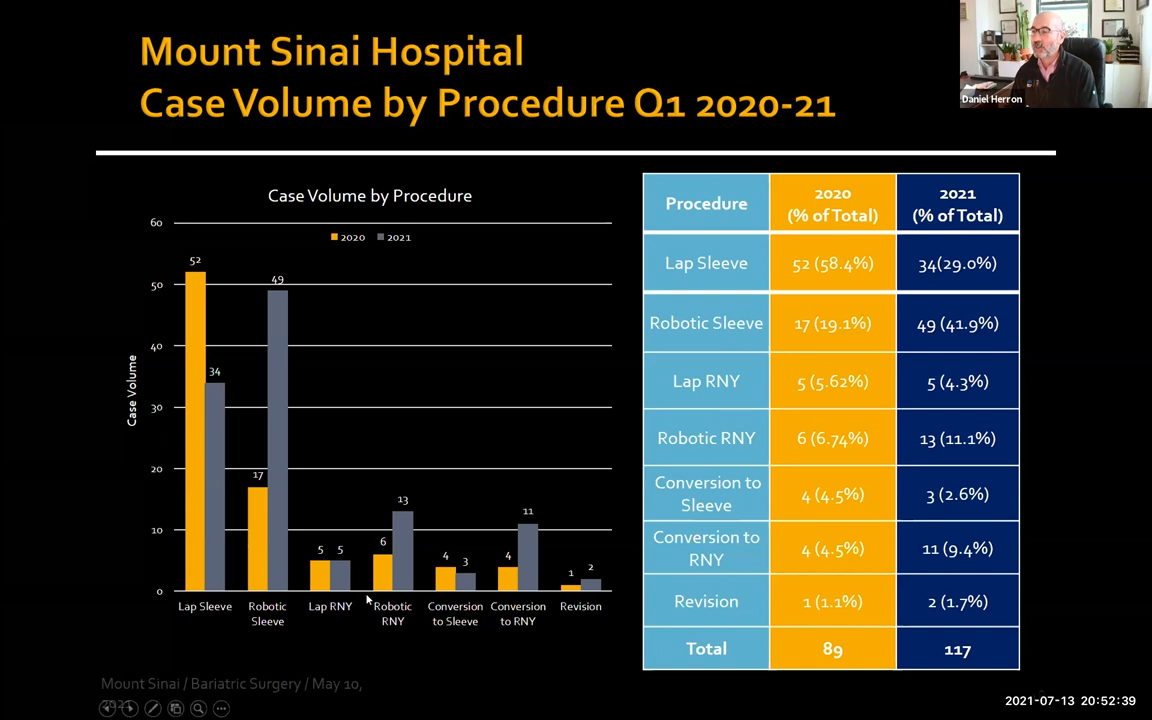 Mount Sinai Hospital
Case Volume by Procedure Q1 2020-21
Daniel Herron
Case Volume by Procedure
2020 2021
Case Volume
60
50
40
30
20
10
0
52
34
17
49
5
5
6
13
4
3
4
11
1
2
Lap Sleeve
Robotic
Sleeve
Lap RNY
Robotic
RNY
Conversion
to Sleeve
Conversion
to RNY
Revision
Procedure
2020
(% of Total)
2021
(% of Total)
Lap Sleeve
52 (58.4%)
34(29.0%)
Robotic Sleeve
17 (19.1%)
49 (41.9%)
Lap RNY
5 (5.62%)
5 (4.3%)
Robotic RNY
6 (6.74%)
13 (11.1%)
Conversion to
Sleeve
4 (4.5%)
3 (2.6%)
Conversion to
RNY
4 (4.5%)
11 (9.4%)
Revision
1 (1.1%)
2 (1.7%)
Total
89
117
Mount Sinai / Bariatric Surgery / May 10,
2021
2021-07-13 20:52:39